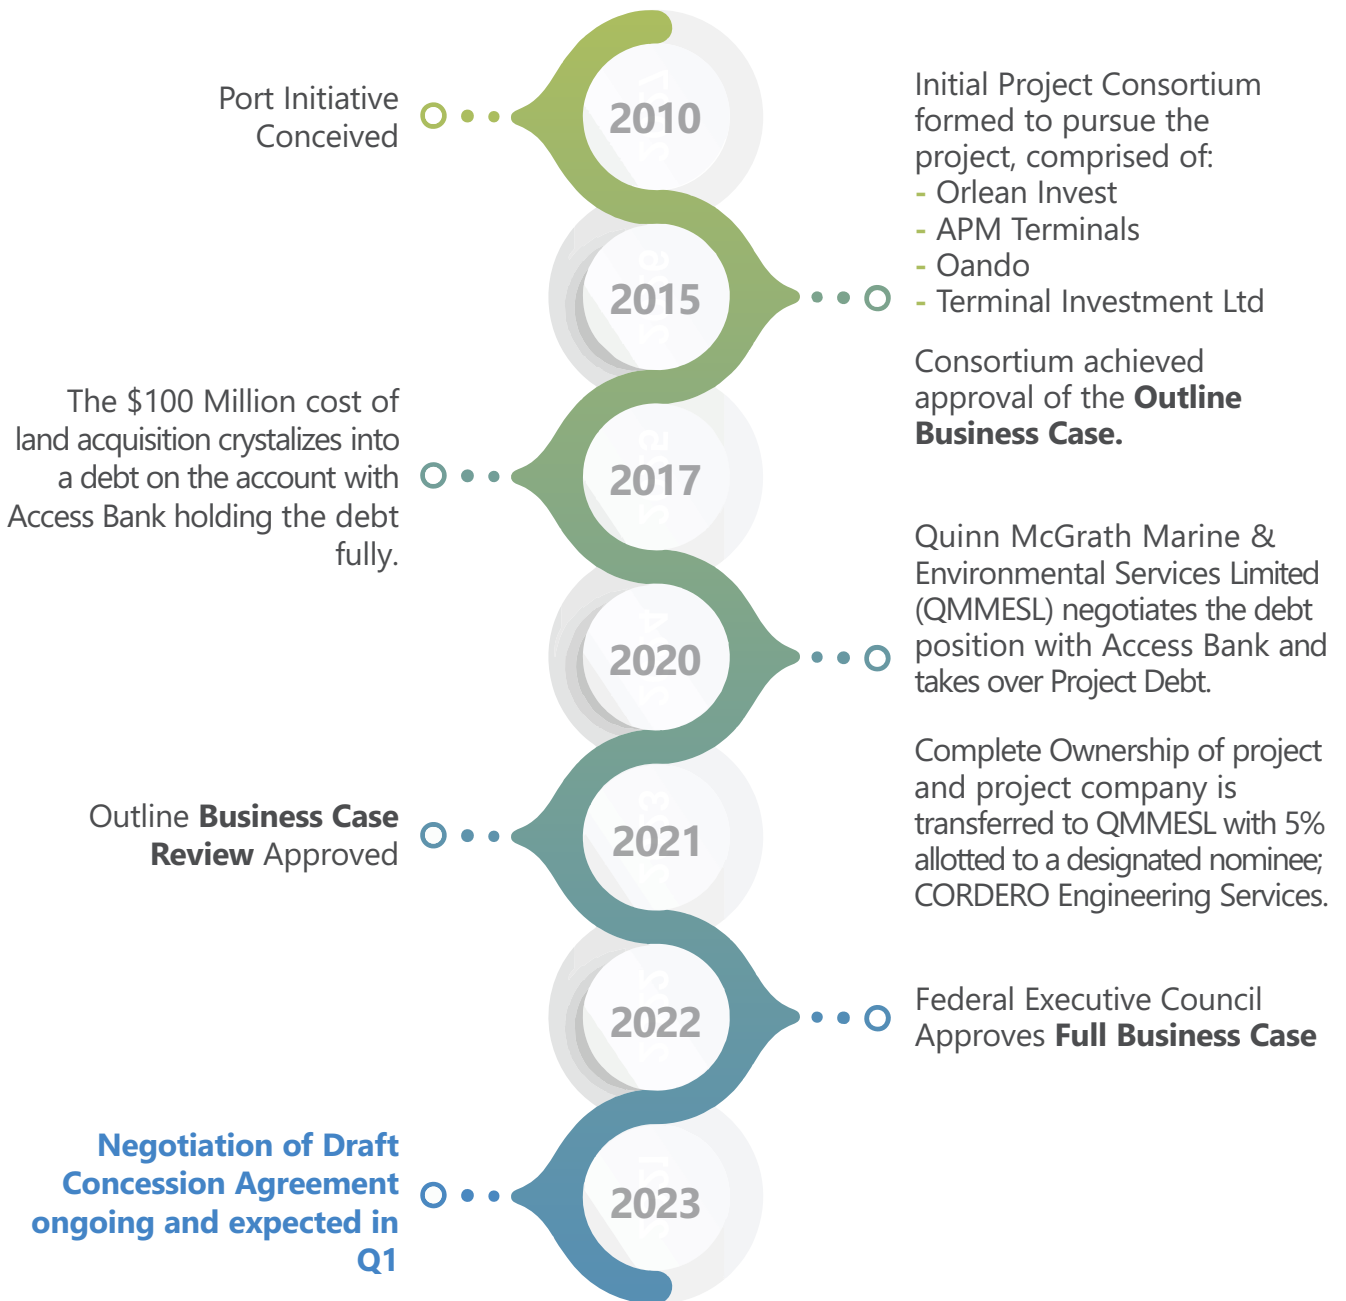 Port Initiative
Conceived
2010
Initial Project Consortium
formed to pursue the
project, comprised of:
- Orlean Invest
- APM Terminals
- Oando
- Terminal Investment Ltd
2015
Consortium achieved
approval of the Outline
Business Case.
The $100 Million cost of
land acquisition crystalizes into
a debt on the account with
Access Bank holding the debt
fully.
2017
Quinn McGrath Marine &
Environmental Services Limited
(QMMESL) negotiates the debt
position with Access Bank and
takes over Project Debt.
2020
Complete Ownership of project
and project company is
transferred to QMMESL with 5%
allotted to a designated nominee;
CORDERO Engineering Services.
Outline Business Case
Review Approved
2021
Federal Executive Council
Approves Full Business Case
2022
Negotiation of Draft
Concession Agreement
ongoing and expected in
Q1
2023